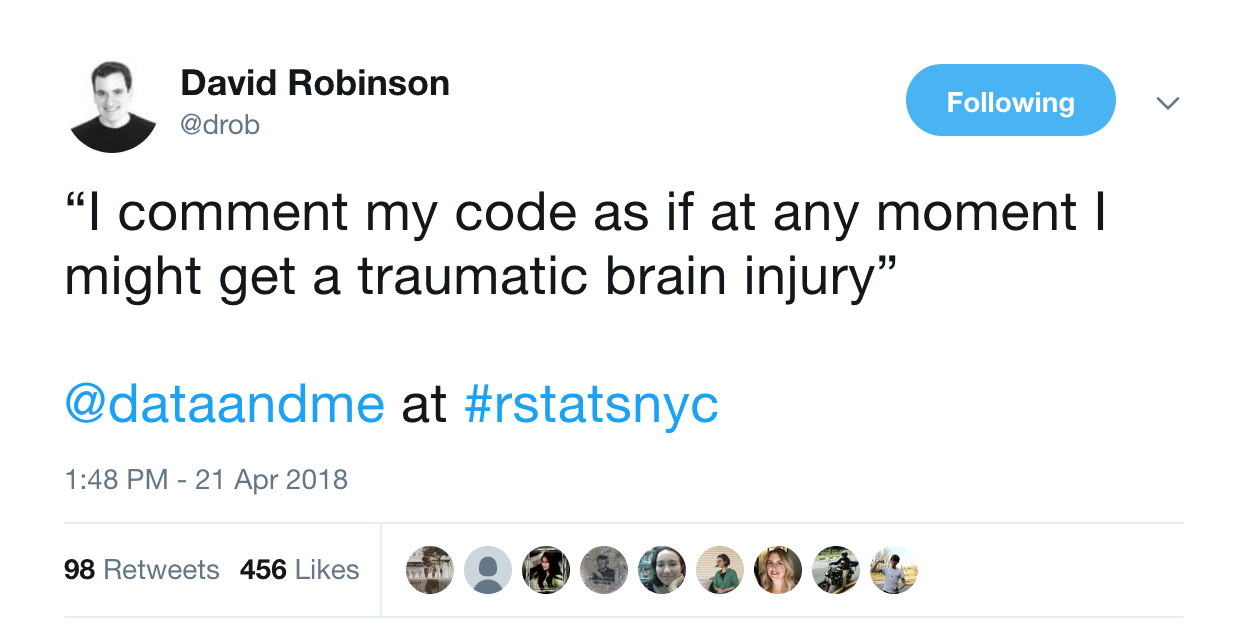 David Robinson
@drob
Following
“I comment my code as if at any moment I
might get a traumatic brain injury”
@dataandme at #rstatsnyc
1:48 PM - 21 Apr 2018
98 Retweets 456 Likes